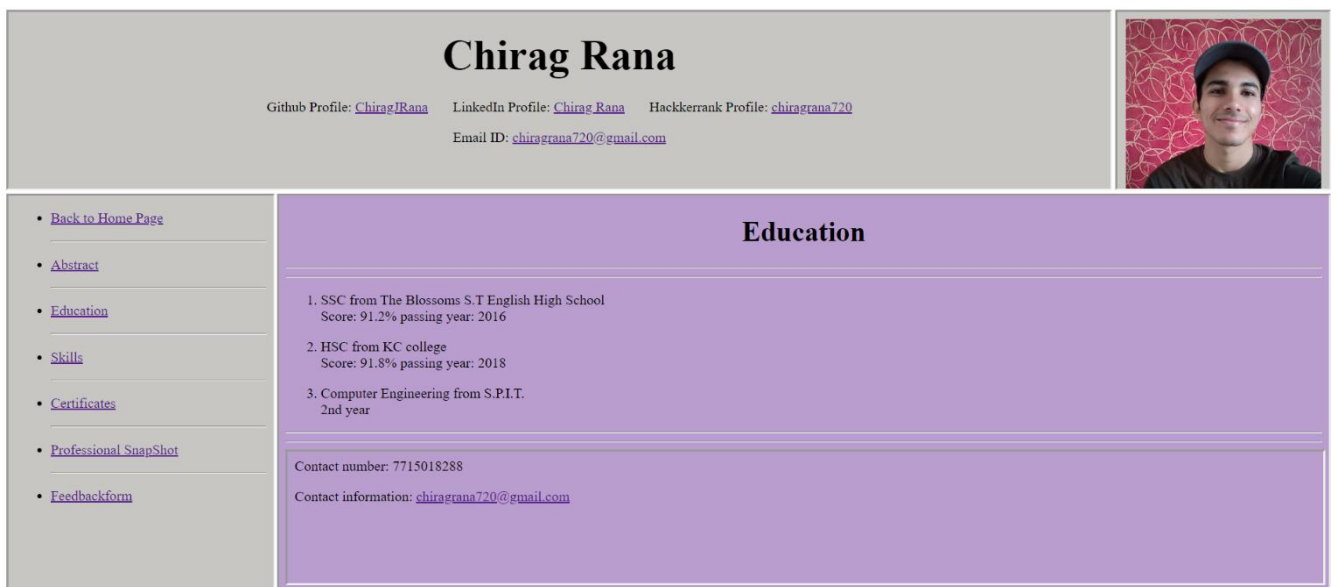 Chirag Rana
Github Profile: ChiragJRana LinkedIn Profile: Chirag Rana Hackkerrank Profile: chiragrana720
Email ID: chiragrana720@gmail.com
• Back to Home Page
• Abstract
• Education
• Skills
• Certificates
• Professional SnapShot
• Feedbackform
Education
1. SSC from The Blossoms S.T English High School
Score: 91.2% passing year: 2016
2. HSC from KC college
Score: 91.8% passing year: 2018
3. Computer Engineering from S.P.I.T.
2nd year
Contact number: 7715018288
Contact information: chiragrana720@gmail.com